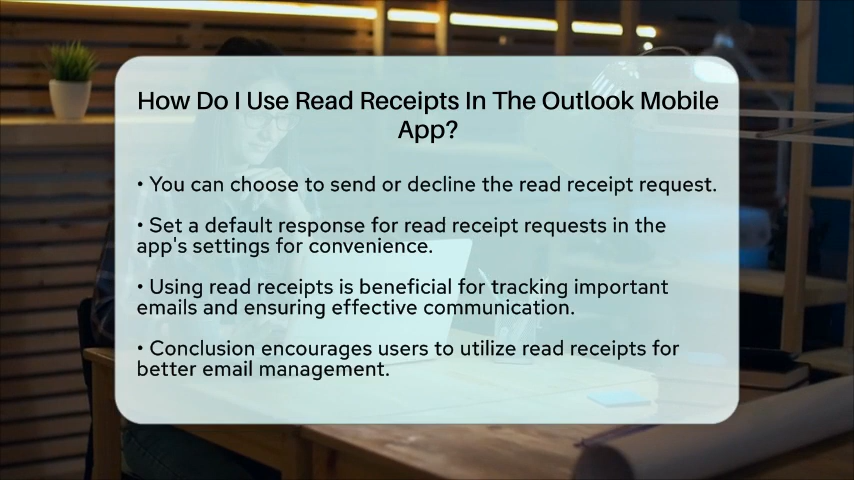 How Do I Use Read Receipts In The Outlook Mobile
App?
• You can choose to send or decline the read receipt request.
• Set a default response for read receipt requests in the
app's settings for convenience.
• Using read receipts is beneficial for tracking important
emails and ensuring effective communication.
• Conclusion encourages users to utilize read receipts for
better email management.